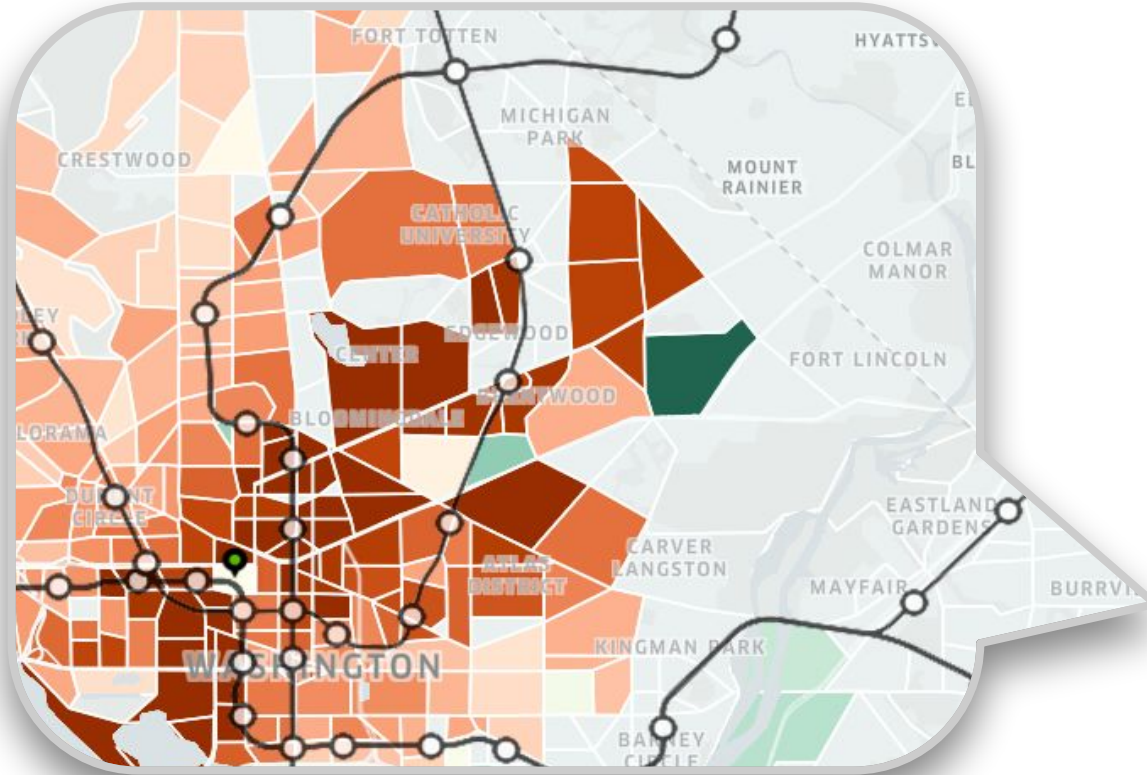 FORT TOTTEN
HYATTSV
MICHIGAN
PARK
CRESTWOOD
MOUNT
RAINIER
BL
CATHOLIC
UNIVERSITY
COLMAR
MANOR
EDGEWOOD
CENTER
FORT LINCOLN
BRENTWOOD
BLOOMINGDALE
LORAMA
DUPONT
CIRCLE
EASTLAND
GARDENS
CARVER
LANGSTON
ATLAS
DISTRICT
MAYFAIR
BURRVI
KINGMAN PARK
WASHINGTON
BARNEY
CIRCLE